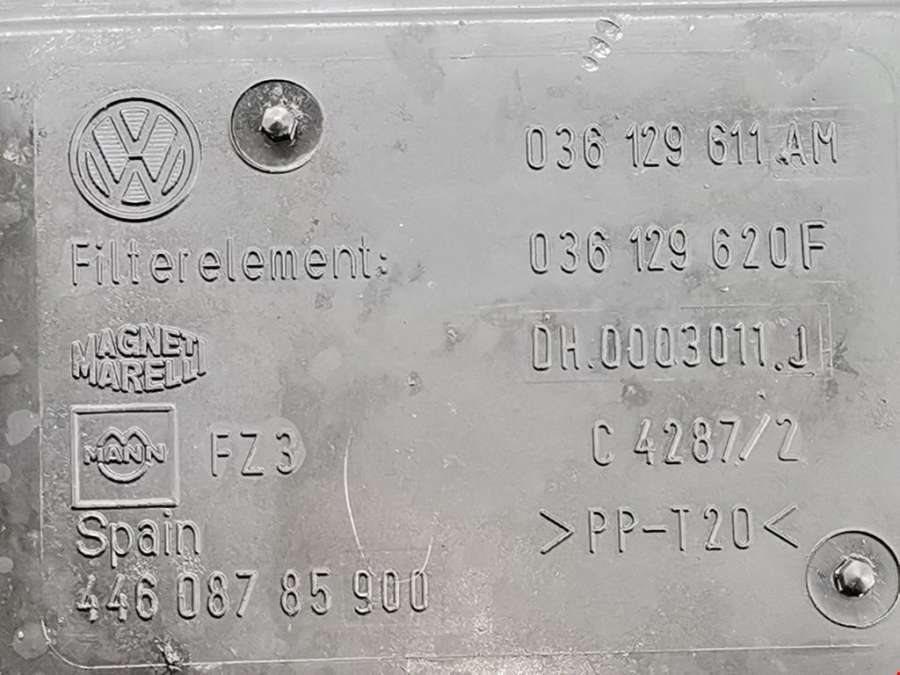 VW
036 129 611 AM
Filterelement: 036 129 620F
MAGNETI MARELLI
DH.0003011.J
MANN FZ3
C 4287/2
Spain
>PP-T20<
446 087 85 900